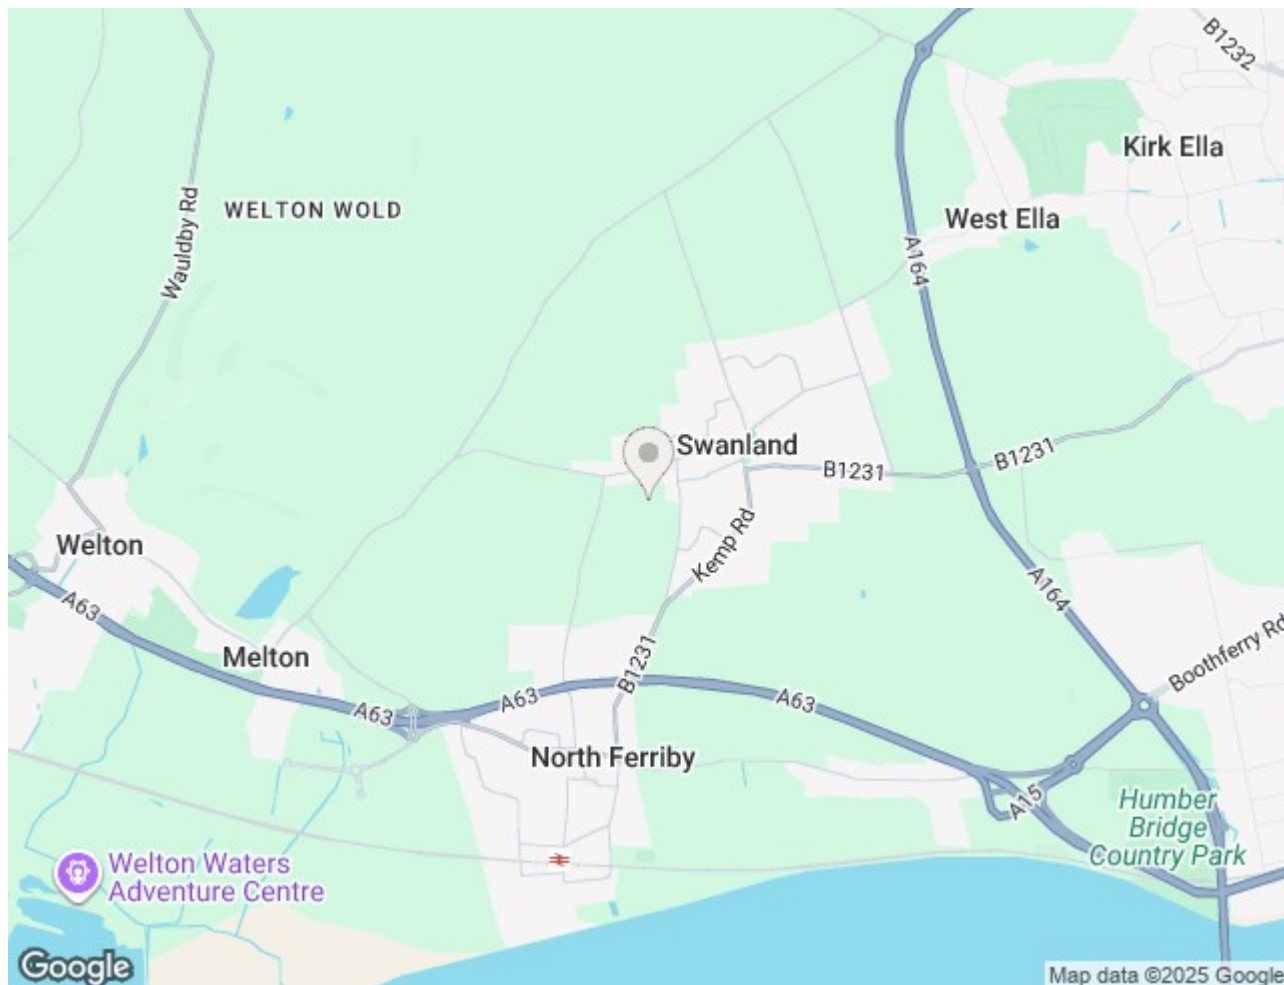 B1232
Kirk Ella
Wauldby Rd
WELTON WOLD
West Ella
A164
Swanland
B1231
B1231
Kemp Rd
Welton
A63
A164
Melton
B1231
Boothferry Rd
A63
A63
A63
North Ferriby
A15
Humber
Bridge
Country Park
Welton Waters
Adventure Centre
Google
Map data ©2025 Google